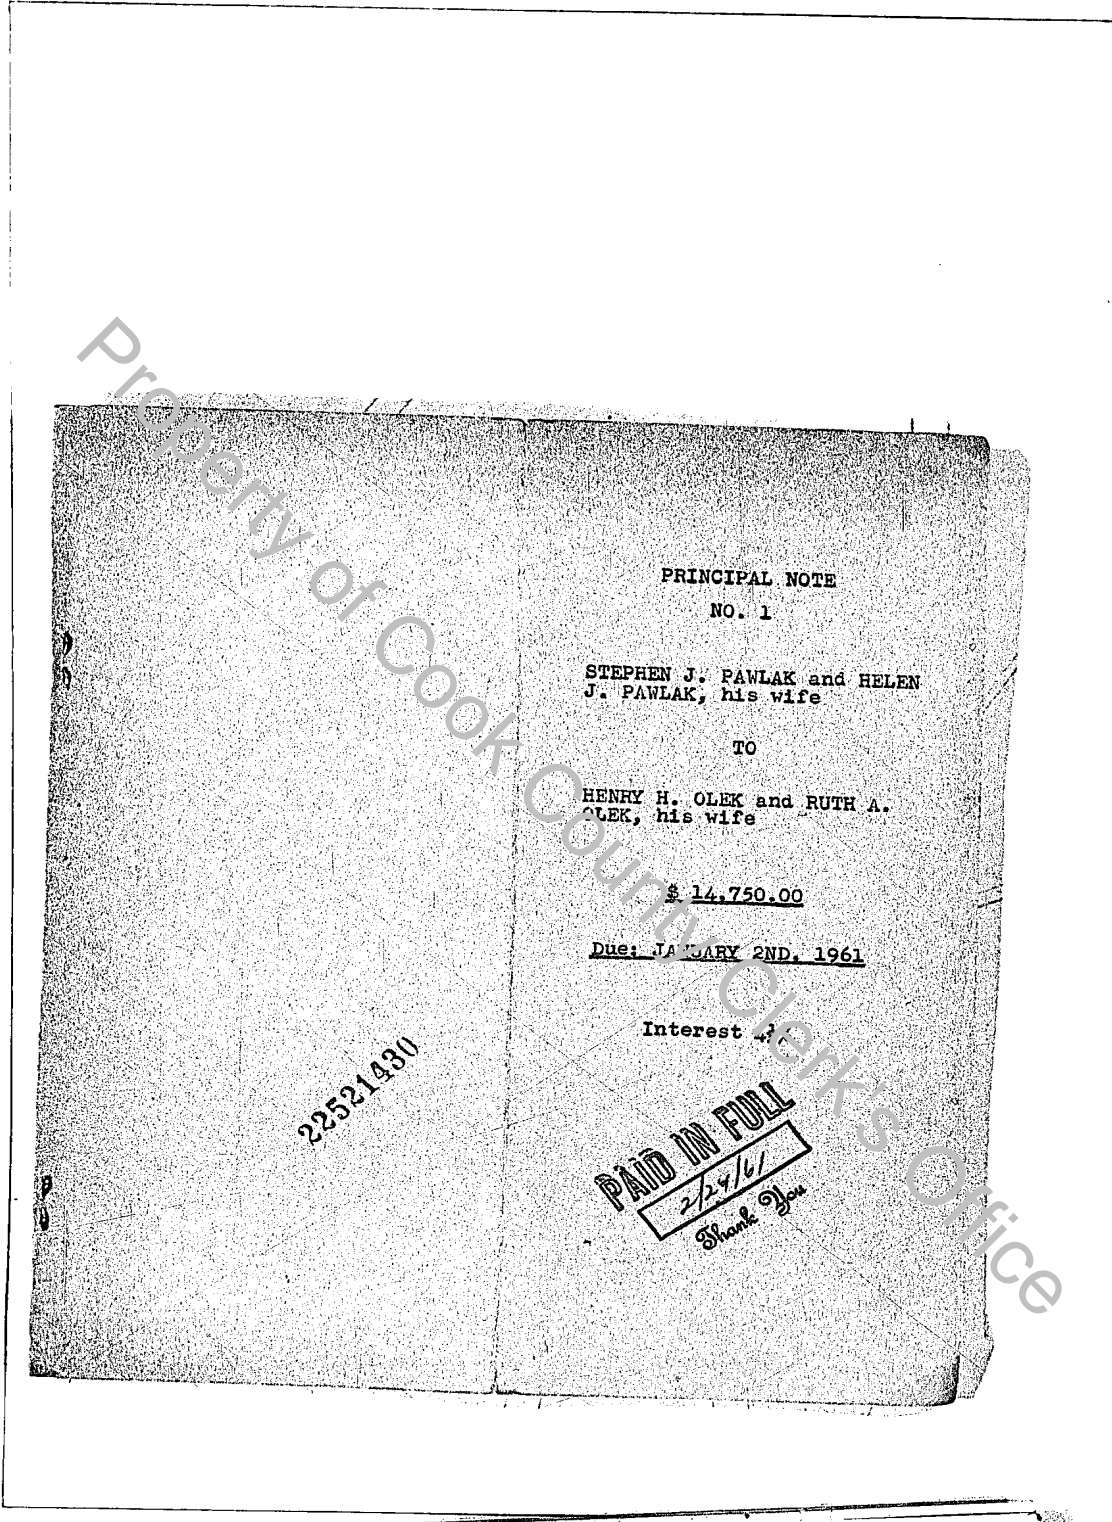 PRINCIPAL NOTE
NO. 1
STEPHEN J. PAWLAK and HELEN
J. PAWLAK, his wife
TO
HENRY H. OLEK and RUTH A.
OLEK, his wife
$ 14,750.00
Due: JANUARY 2ND, 1961
Interest
22521430
PAID IN FULL
2/24/61
Thank You
Property of Cook County Clerk's Office